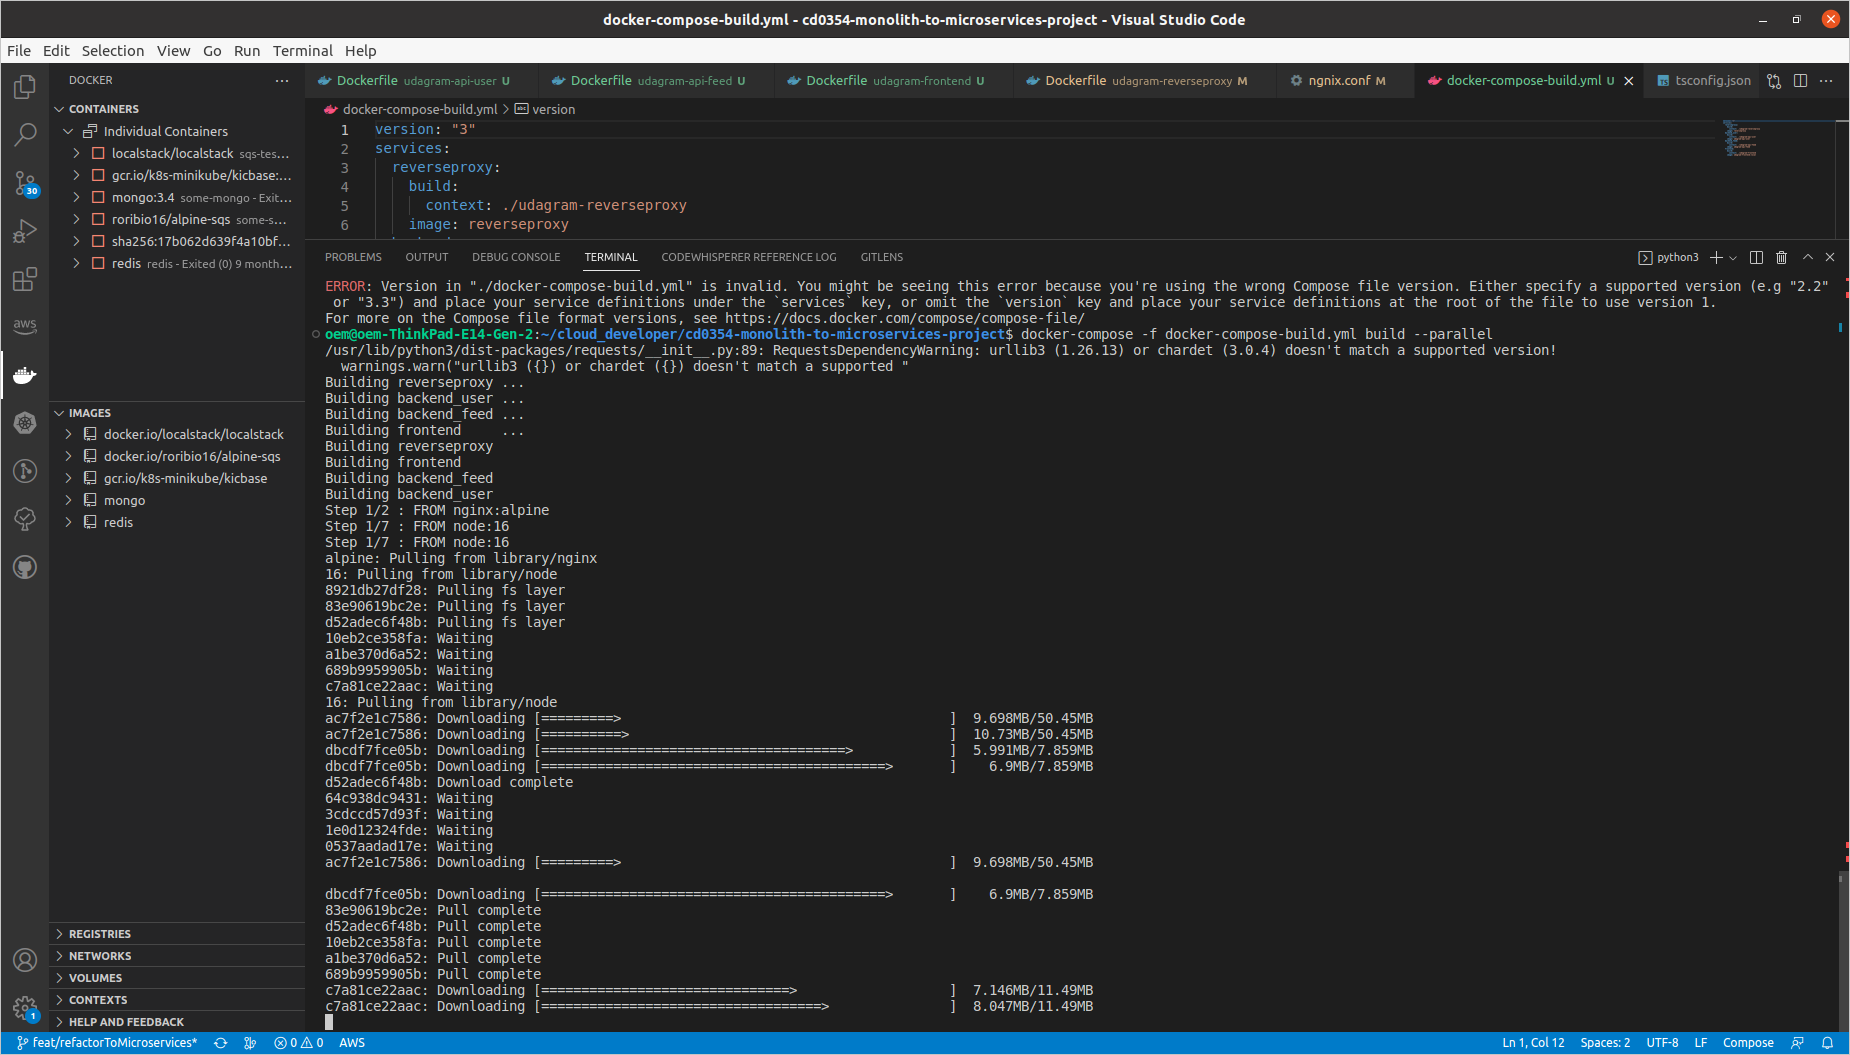 docker-compose-build.yml - cd0354-monolith-to-microservices-project - Visual Studio Code
File Edit Selection View Go Run Terminal Help
DOCKER ···
CONTAINERS
Individual Containers
localstack/localstack sqs-tes...
gcr.io/k8s-minikube/kicbase:...
mongo:3.4 some-mongo - Exit...
roribio16/alpine-sqs some-s...
sha256:17b062d639f4a10bf...
redis redis - Exited (0) 9 month...
30
aws
IMAGES
docker.io/localstack/localstack
docker.io/roribio16/alpine-sqs
gcr.io/k8s-minikube/kicbase
mongo
redis
REGISTRIES
NETWORKS
VOLUMES
CONTEXTS
HELP AND FEEDBACK
1
Dockerfile udagram-api-user U Dockerfile udagram-api-feed U Dockerfile udagram-frontend U Dockerfile udagram-reverseproxy M ngnix.conf M docker-compose-build.yml U tsconfig.json ···
docker-compose-build.yml > abc version
1 version: "3"
2 services:
3 reverseproxy:
4 build:
5 context: ./udagram-reverseproxy
6 image: reverseproxy
PROBLEMS OUTPUT DEBUG CONSOLE TERMINAL CODEWHISPERER REFERENCE LOG GITLENS python3
ERROR: Version in "./docker-compose-build.yml" is invalid. You might be seeing this error because you're using the wrong Compose file version. Either specify a supported version (e.g "2.2"
or "3.3") and place your service definitions under the `services` key, or omit the `version` key and place your service definitions at the root of the file to use version 1.
For more on the Compose file format versions, see https://docs.docker.com/compose/compose-file/
oem@oem-ThinkPad-E14-Gen-2:~/cloud_developer/cd0354-monolith-to-microservices-project$ docker-compose -f docker-compose-build.yml build --parallel
/usr/lib/python3/dist-packages/requests/__init__.py:89: RequestsDependencyWarning: urllib3 (1.26.13) or chardet (3.0.4) doesn't match a supported version!
warnings.warn("urllib3 ({}) or chardet ({}) doesn't match a supported "
Building reverseproxy ...
Building backend_user ...
Building backend_feed ...
Building frontend ...
Building reverseproxy
Building frontend
Building backend_feed
Building backend_user
Step 1/2 : FROM nginx:alpine
Step 1/7 : FROM node:16
Step 1/7 : FROM node:16
alpine: Pulling from library/nginx
16: Pulling from library/node
8921db27df28: Pulling fs layer
83e90619bc2e: Pulling fs layer
d52adec6f48b: Pulling fs layer
10eb2ce358fa: Waiting
a1be370d6a52: Waiting
689b9959905b: Waiting
c7a81ce22aac: Waiting
16: Pulling from library/node
ac7f2e1c7586: Downloading [=========> ] 9.698MB/50.45MB
ac7f2e1c7586: Downloading [==========> ] 10.73MB/50.45MB
dbcdf7fce05b: Downloading [======================================> ] 5.991MB/7.859MB
dbcdf7fce05b: Downloading [===========================================> ] 6.9MB/7.859MB
d52adec6f48b: Download complete
64c938dc9431: Waiting
3cdccd57d93f: Waiting
1e0d12324fde: Waiting
0537aadad17e: Waiting
ac7f2e1c7586: Downloading [=========> ] 9.698MB/50.45MB
dbcdf7fce05b: Downloading [===========================================> ] 6.9MB/7.859MB
83e90619bc2e: Pull complete
d52adec6f48b: Pull complete
10eb2ce358fa: Pull complete
a1be370d6a52: Pull complete
689b9959905b: Pull complete
c7a81ce22aac: Downloading [===============================> ] 7.146MB/11.49MB
c7a81ce22aac: Downloading [===================================> ] 8.047MB/11.49MB
feat/refactorToMicroservices* 0 0 AWS Ln 1, Col 12 Spaces: 2 UTF-8 LF Compose